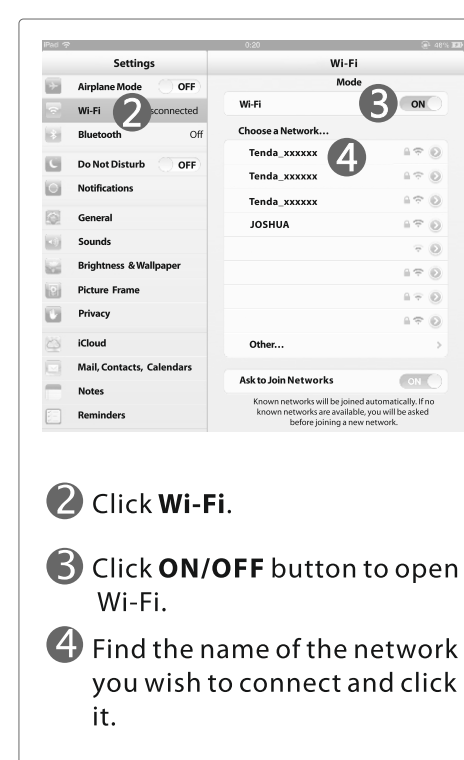 iPad 0:20 48%
Settings
Airplane Mode OFF
Wi-Fi 2 sconnected
Bluetooth Off
Do Not Disturb OFF
Notifications
General
Sounds
Brightness & Wallpaper
Picture Frame
Privacy
iCloud
Mail, Contacts, Calendars
Notes
Reminders
Wi-Fi
Mode
Wi-Fi 3 ON
Choose a Network...
Tenda_xxxxxx 4
Tenda_xxxxxx
Tenda_xxxxxx
JOSHUA
Other...
Ask to Join Networks ON
Known networks will be joined automatically. If no
known networks are available, you will be asked
before joining a new network.
2 Click Wi-Fi.
3 Click ON/OFF button to open
Wi-Fi.
4 Find the name of the network
you wish to connect and click
it.